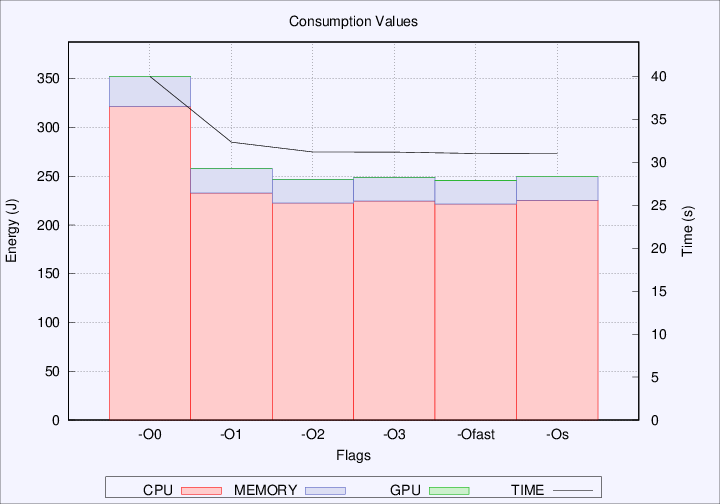 Consumption Values
350
300
250
200
150
100
50
0
Energy (J)
40
35
30
25
20
15
10
5
0
Time (s)
-O0 -O1 -O2 -O3 -Ofast -Os
Flags
CPU MEMORY GPU TIME